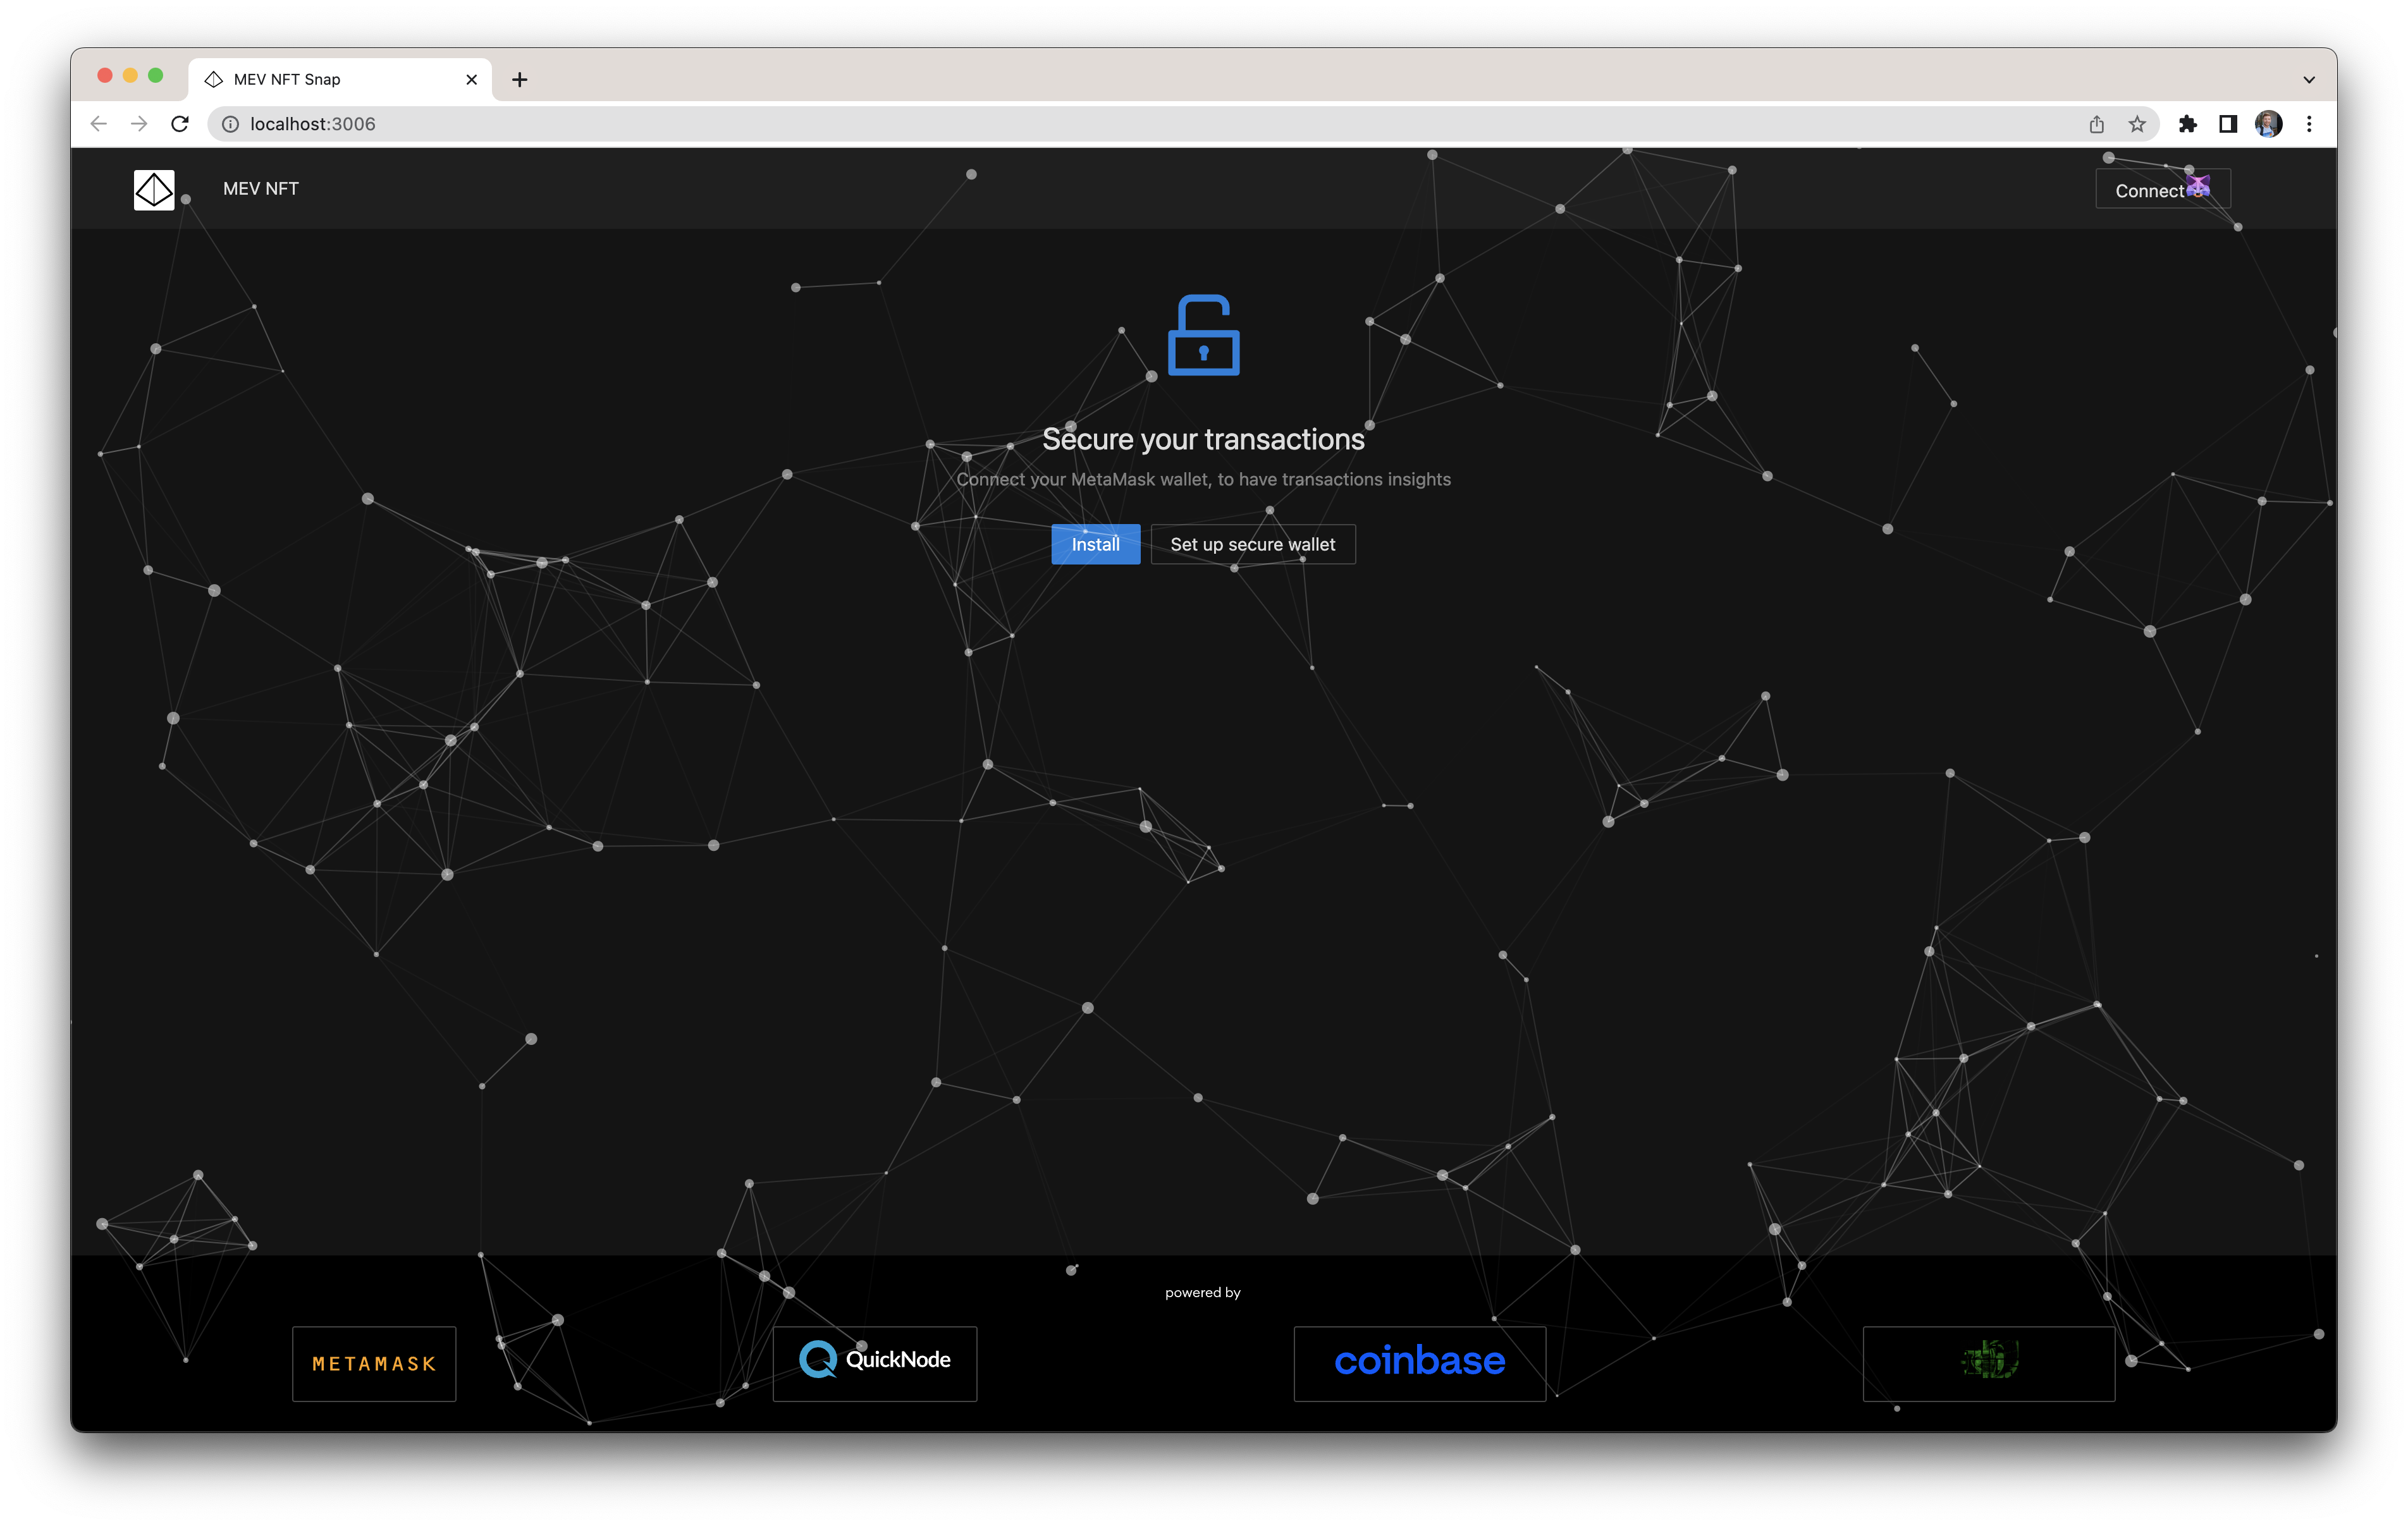 MEV NFT Snap
localhost:3006
MEV NFT
Connect
Secure your transactions
Connect your MetaMask wallet, to have transactions insights
Install
Set up secure wallet
powered by
METAMASK
QuickNode
coinbase